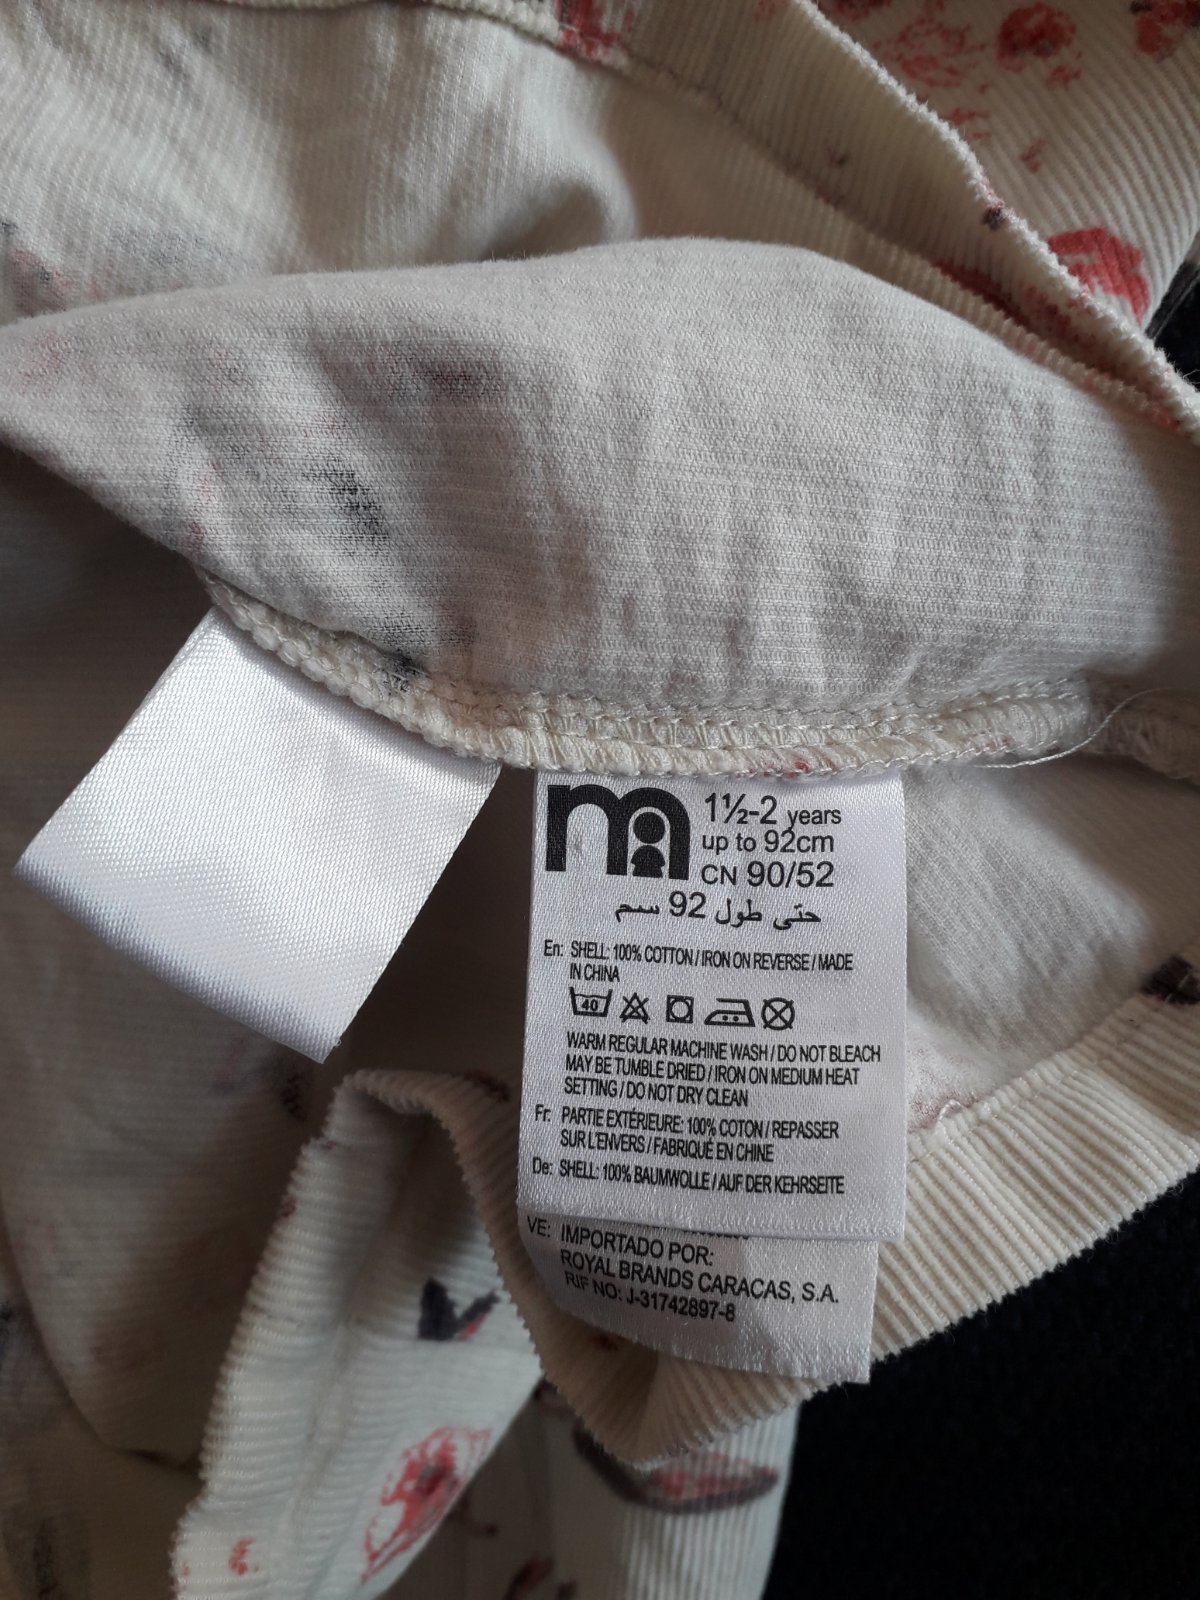 m
1½-2 years
up to 92cm
CN 90/52
حتى طول 92 سم
En: SHELL: 100% COTTON / IRON ON REVERSE / MADE
IN CHINA
40
WARM REGULAR MACHINE WASH / DO NOT BLEACH
MAY BE TUMBLE DRIED / IRON ON MEDIUM HEAT
SETTING / DO NOT DRY CLEAN
Fr: PARTIE EXTÉRIEURE: 100% COTON / REPASSER
SUR L'ENVERS / FABRIQUÉ EN CHINE
De: SHELL: 100% BAUMWOLLE / AUF DER KEHRSEITE
VE: IMPORTADO POR:
ROYAL BRANDS CARACAS, S.A.
RIF NO: J-31742897-8